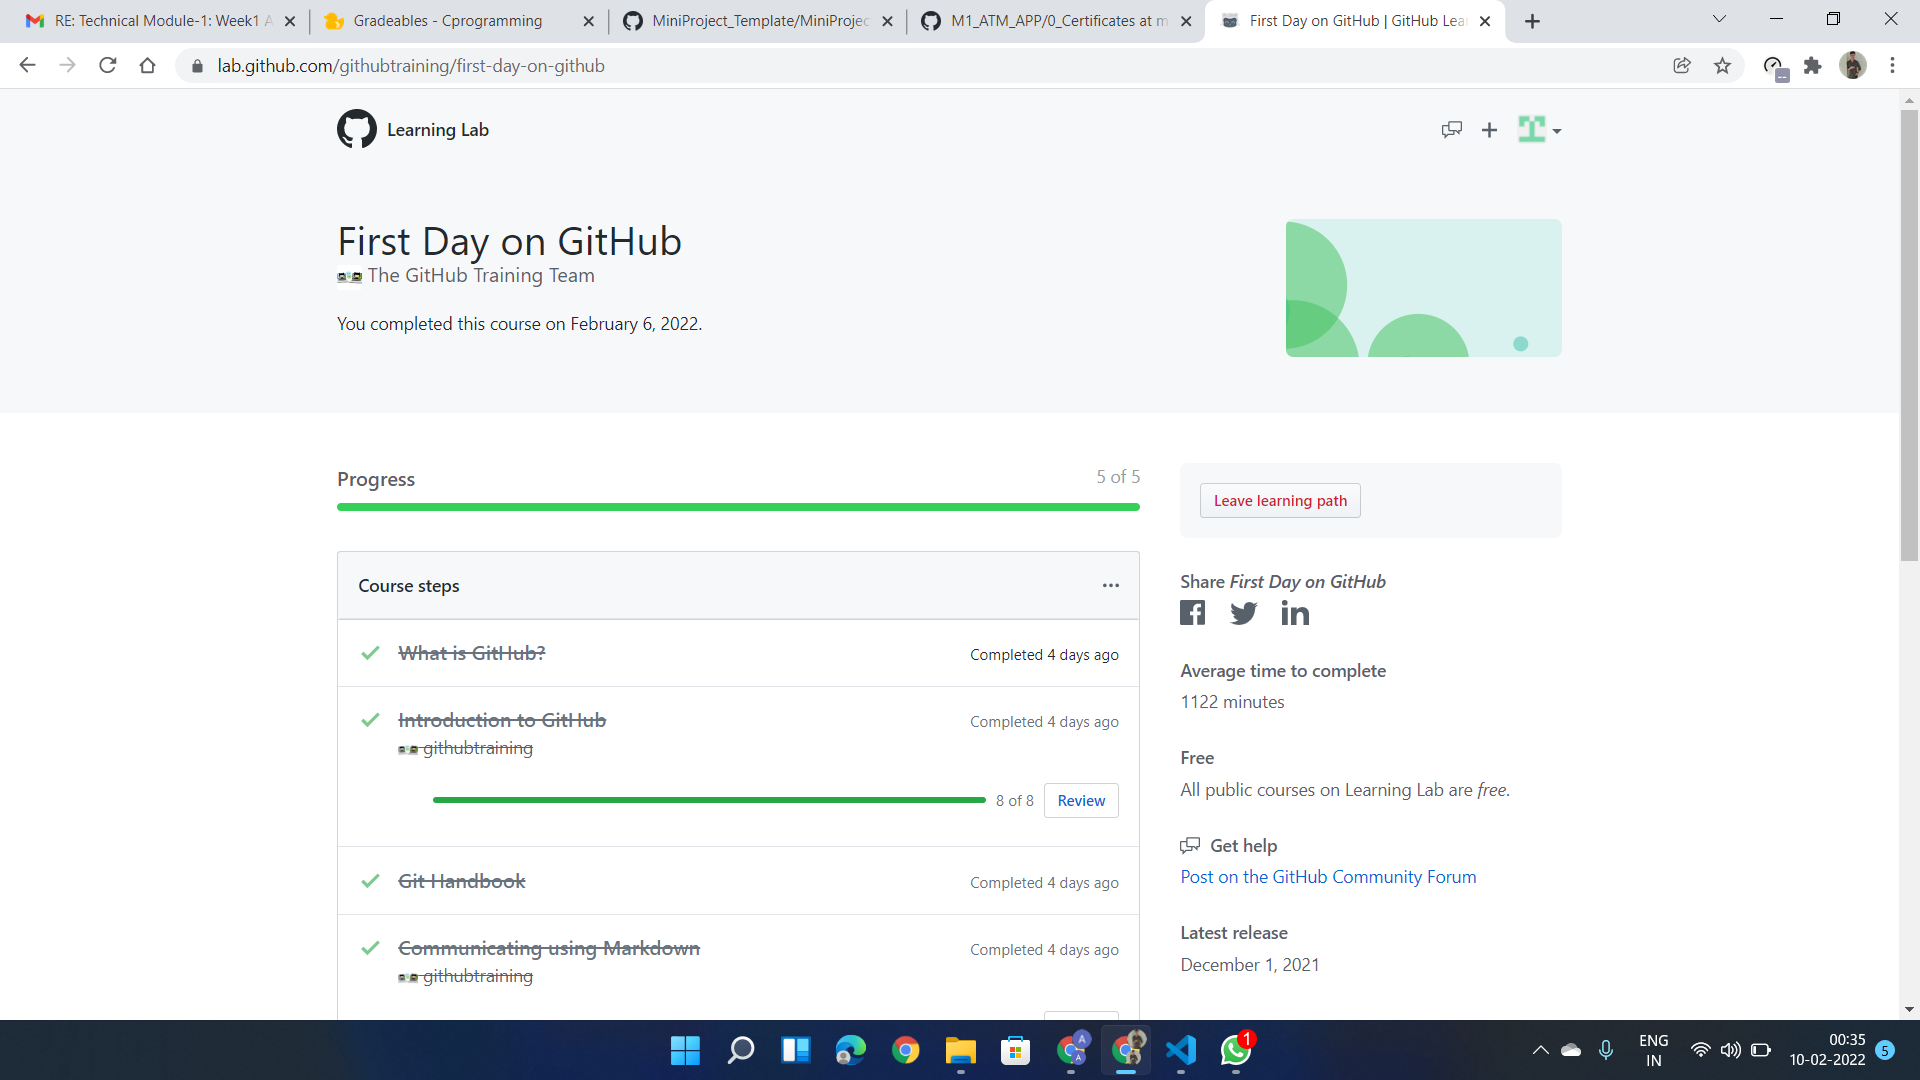 RE: Technical Module-1: Week1 A
Gradeables - Cprogramming
MiniProject_Template/MiniProjec
M1_ATM_APP/0_Certificates at m
First Day on GitHub | GitHub Lea
lab.github.com/githubtraining/first-day-on-github
Learning Lab
First Day on GitHub
The GitHub Training Team
You completed this course on February 6, 2022.
Progress
5 of 5
Leave learning path
Course steps
What is GitHub?
Completed 4 days ago
Introduction to GitHub
Completed 4 days ago
githubtraining
8 of 8
Review
Git Handbook
Completed 4 days ago
Communicating using Markdown
Completed 4 days ago
githubtraining
Share First Day on GitHub
Average time to complete
1122 minutes
Free
All public courses on Learning Lab are free.
Get help
Post on the GitHub Community Forum
Latest release
December 1, 2021
A
A
1
ENG
IN
00:35
10-02-2022
5